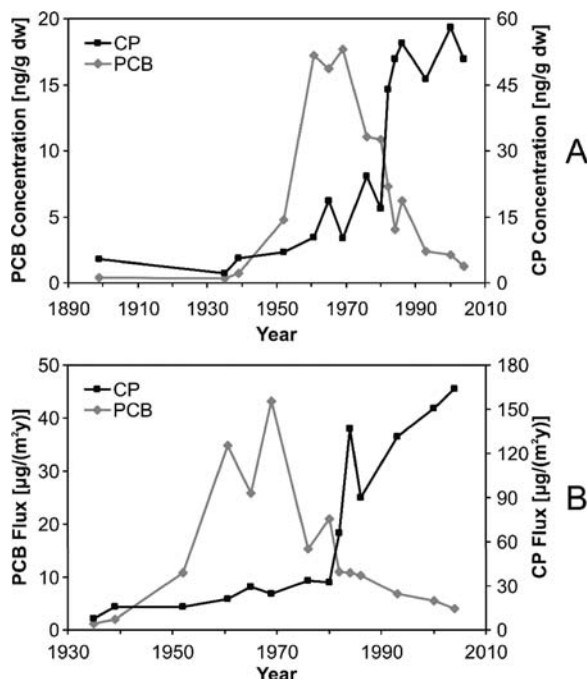 PCB Concentration [ng/g dw]
20
15
10
5
0
CP
PCB
60
45
30
15
0
CP Concentration [ng/g dw]
A
1890 1910 1930 1950 1970 1990 2010
Year
PCB Flux [µg/(m²y)]
50
40
30
20
10
0
CP
PCB
180
150
120
90
60
30
0
CP Flux [µg/(m²y)]
B
1930 1950 1970 1990 2010
Year